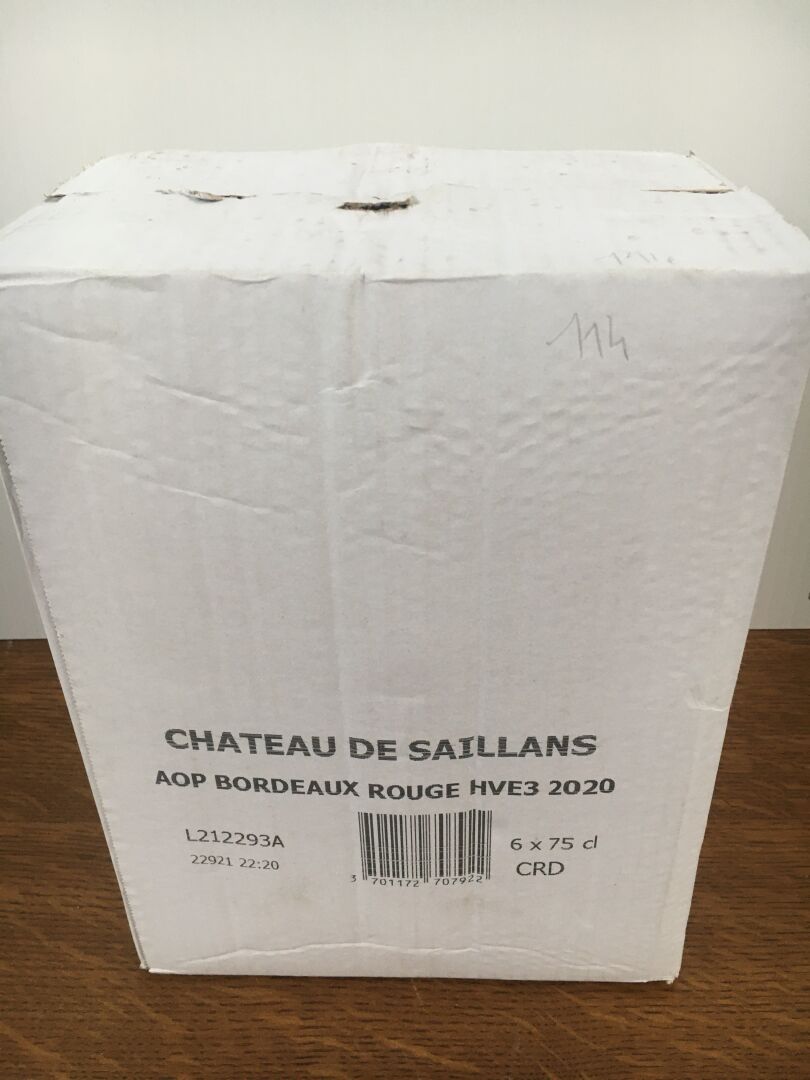 114
CHATEAU DE SAILLANS
AOP BORDEAUX ROUGE HVE3 2020
L212293A
22921 22:20
3 701172 707922
6 x 75 cl
CRD